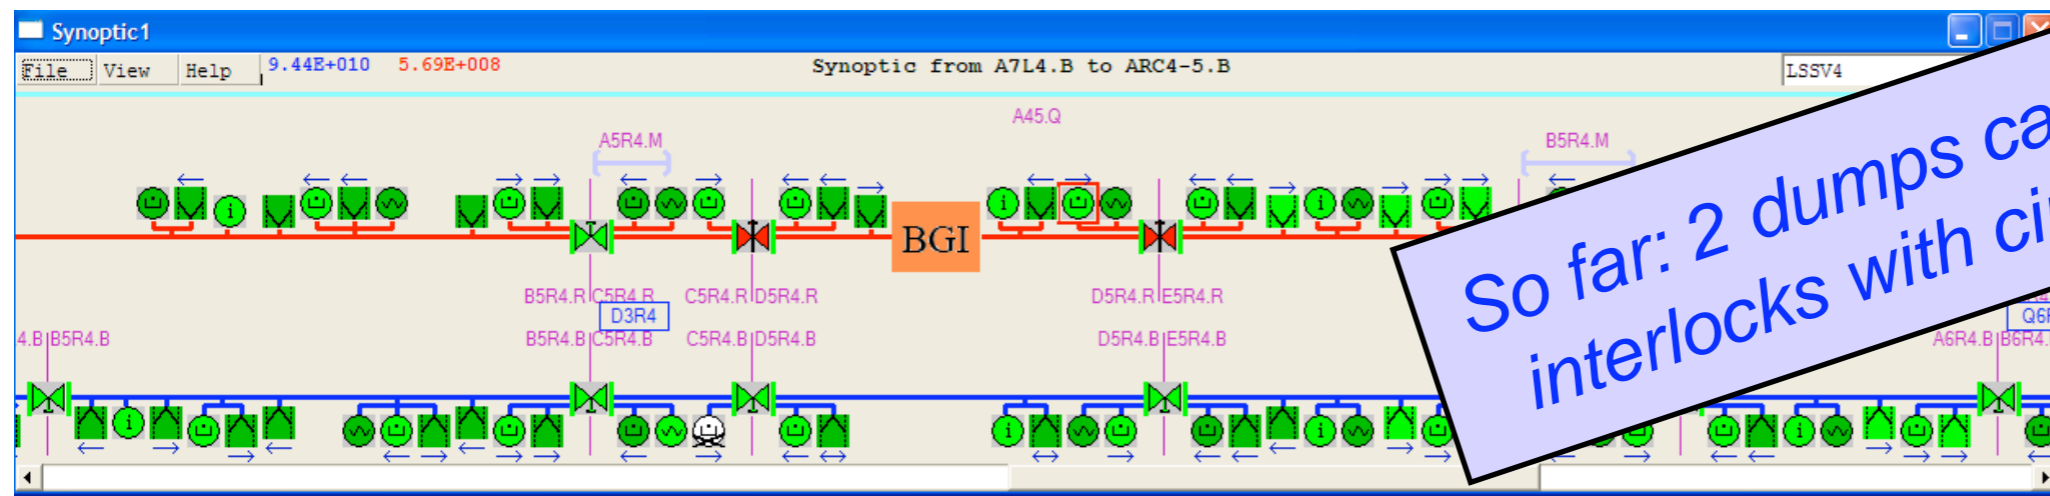 Synoptic1
File View Help 9.44E+010 5.69E+008 Synoptic from A7L4.B to ARC4-5.B LSSV4
A45.Q
A5R4.M B5R4.M
BGI
B5R4.R C5R4.R C5R4.R D5R4.R D5R4.R E5R4.R
D3R4
4.B B5R4.B B5R4.B C5R4.B C5R4.B D5R4.B D5R4.B E5R4.B A6R4.B B6R4.
So far: 2 dumps ca
interlocks with ci